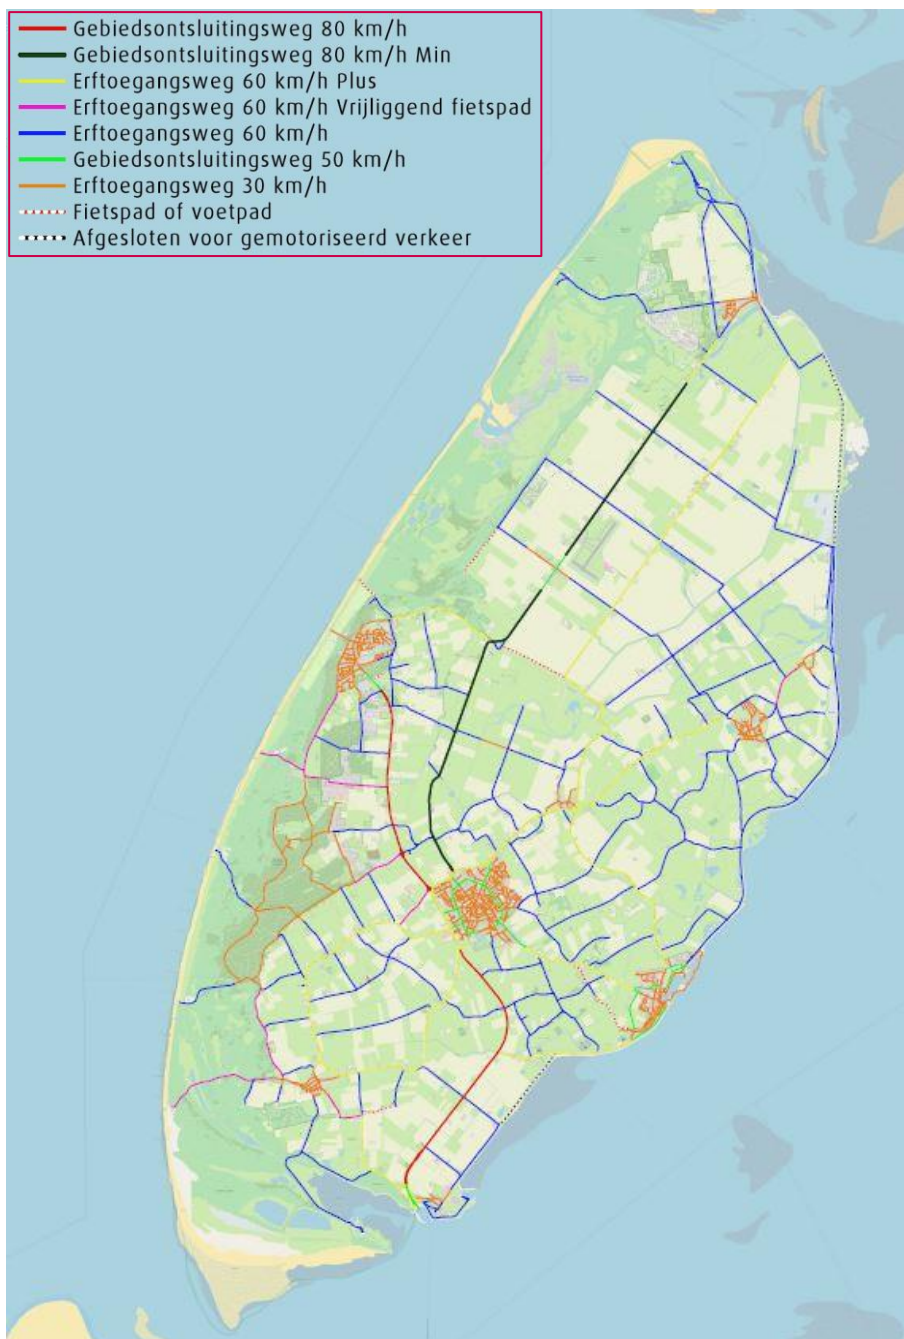 Gebiedsontsluitingsweg 80 km/h
Gebiedsontsluitingsweg 80 km/h Min
Erftoegangsweg 60 km/h Plus
Erftoegangsweg 60 km/h Vrijliggend fietspad
Erftoegangsweg 60 km/h
Gebiedsontsluitingsweg 50 km/h
Erftoegangsweg 30 km/h
Fietspad of voetpad
Afgesloten voor gemotoriseerd verkeer